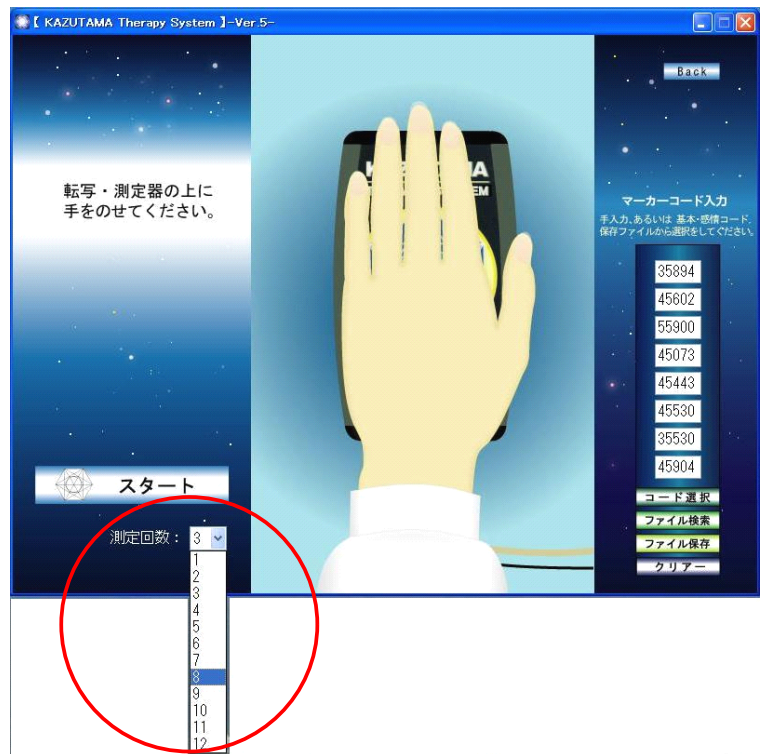 【 KAZUTAMA Therapy System 】-Ver.5-
転写・測定器の上に
手をのせてください。
スタート
測定回数：
3
1
2
3
4
5
6
7
8
9
10
11
12
Back
マーカーコード入力
手入力、あるいは 基本・感情コード、
保存ファイルから選択をしてください。
35894
45602
55900
45073
45443
45530
35530
45904
コード選択
ファイル検索
ファイル保存
クリアー